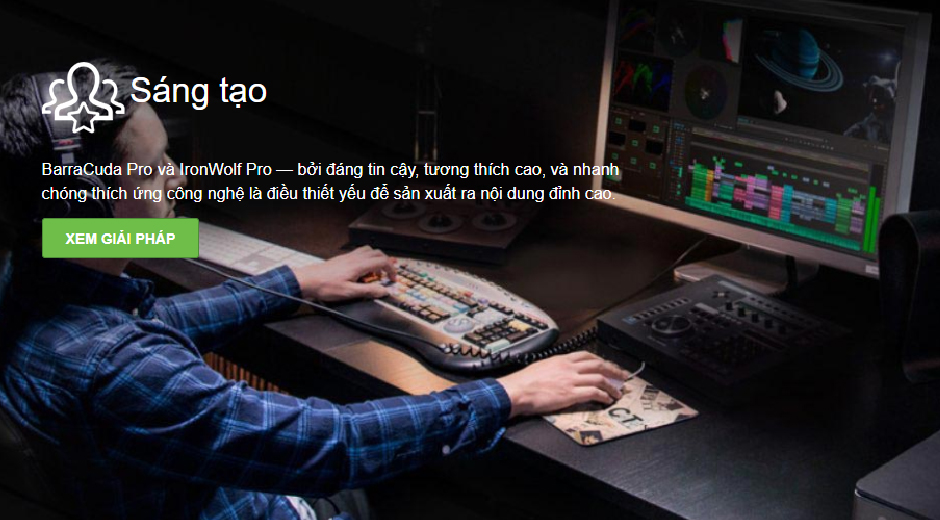 Sáng tạo
BarraCuda Pro và IronWolf Pro — bởi đáng tin cậy, tương thích cao, và nhanh
chóng thích ứng công nghệ là điều thiết yếu để sản xuất ra nội dung đỉnh cao.
XEM GIẢI PHÁP